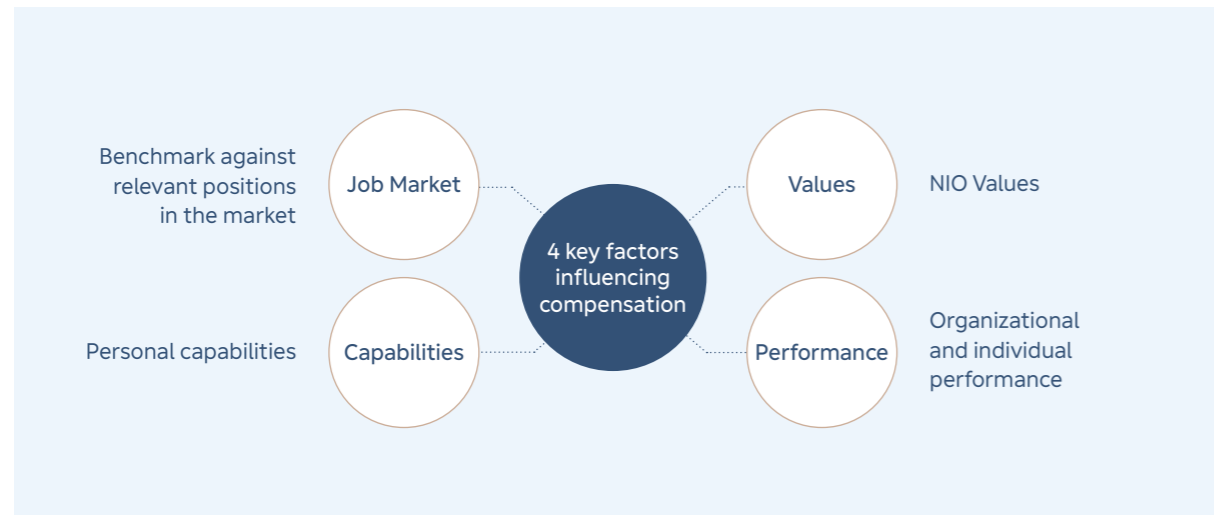 Benchmark against
relevant positions
in the market
Job Market
Values
NIO Values
4 key factors
influencing
compensation
Personal capabilities
Capabilities
Performance
Organizational
and individual
performance